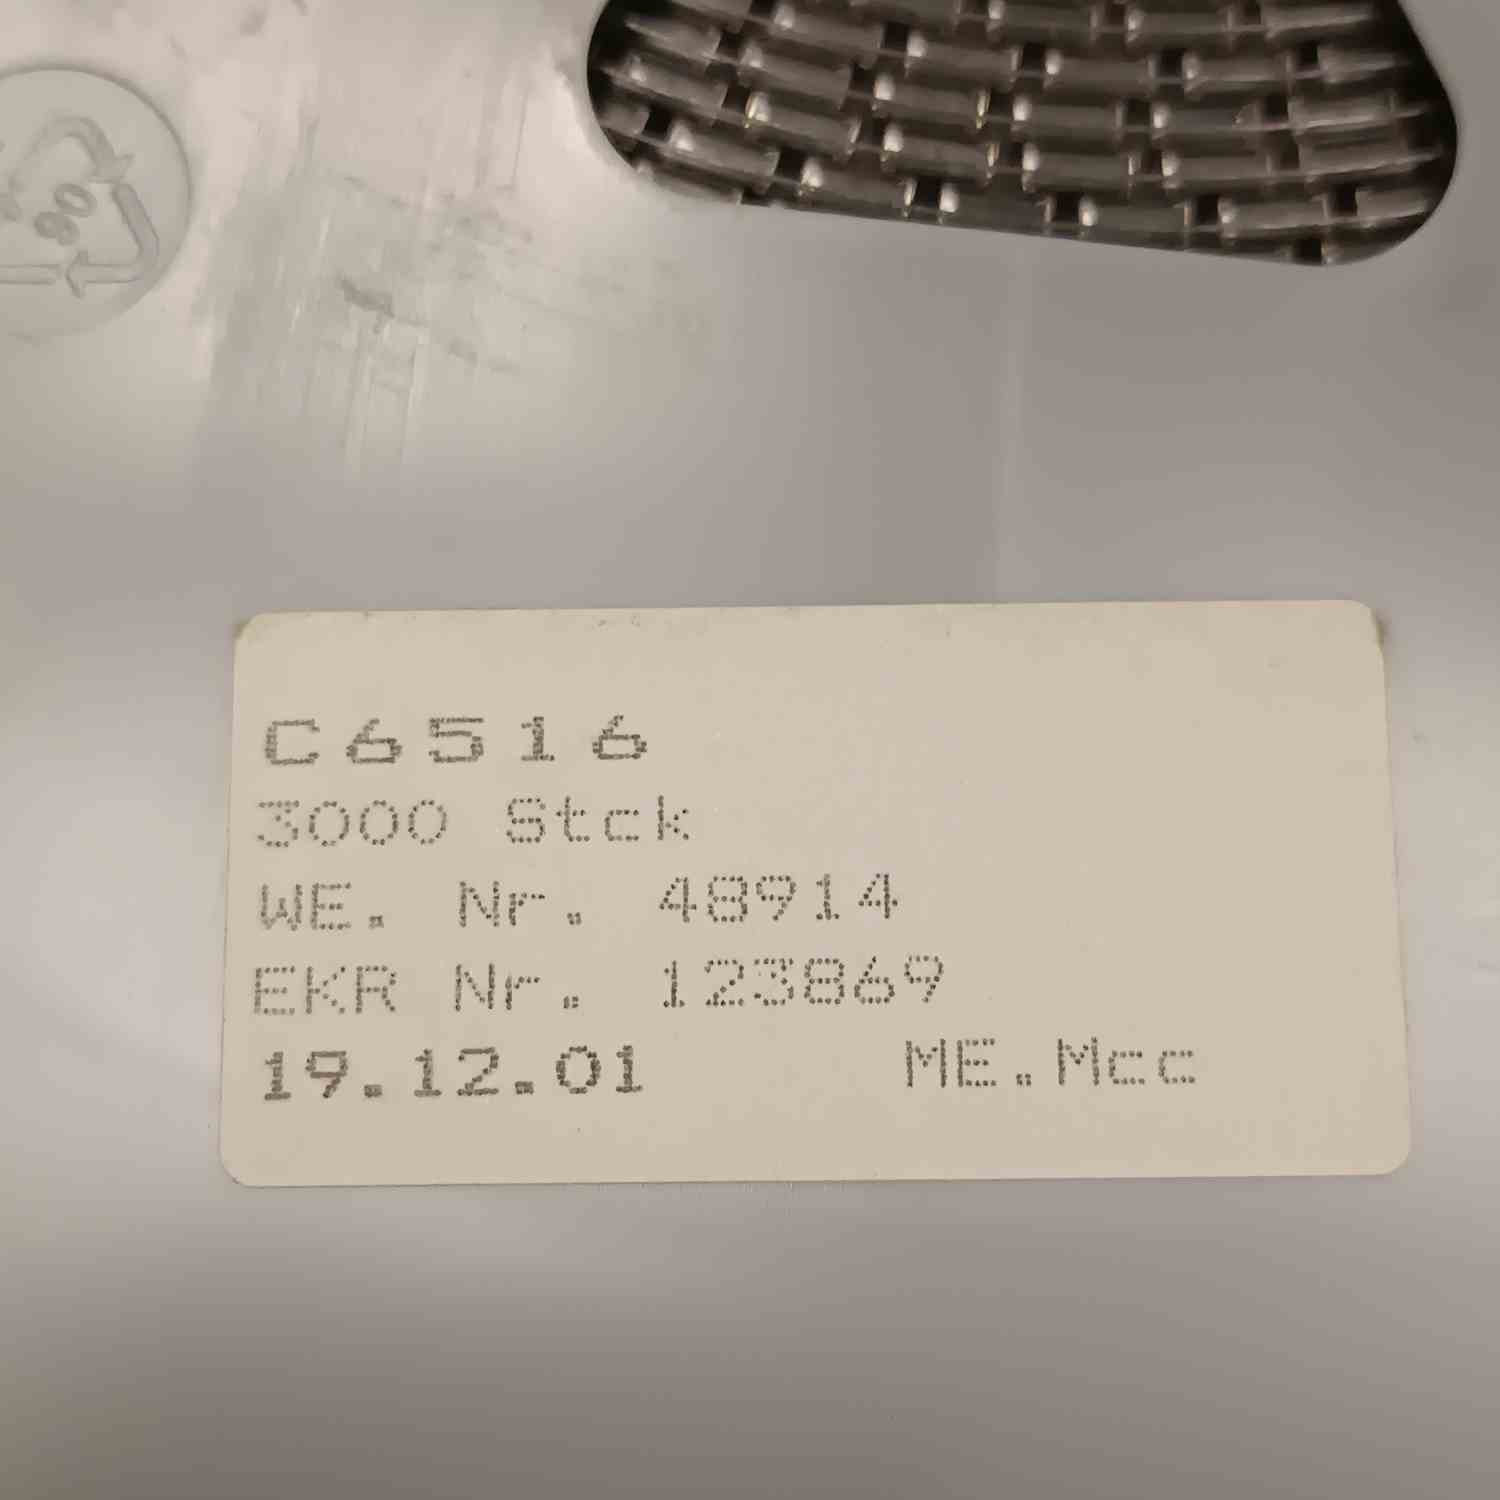 C6516
3000 Stck
WE. Nr. 48914
EKR Nr. 123869
19.12.01 ME.Mcc